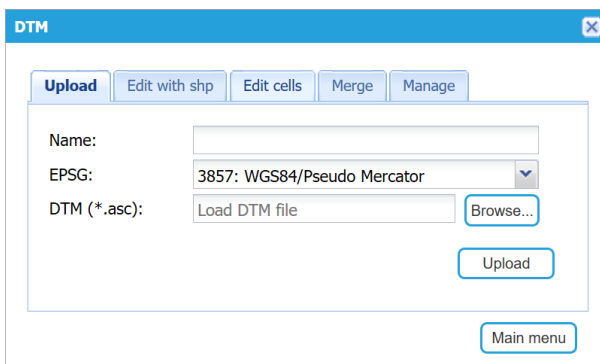 DTM
Upload Edit with shp Edit cells Merge Manage
Name:
EPSG: 3857: WGS84/Pseudo Mercator
DTM (*.asc): Load DTM file Browse...
Upload
Main menu